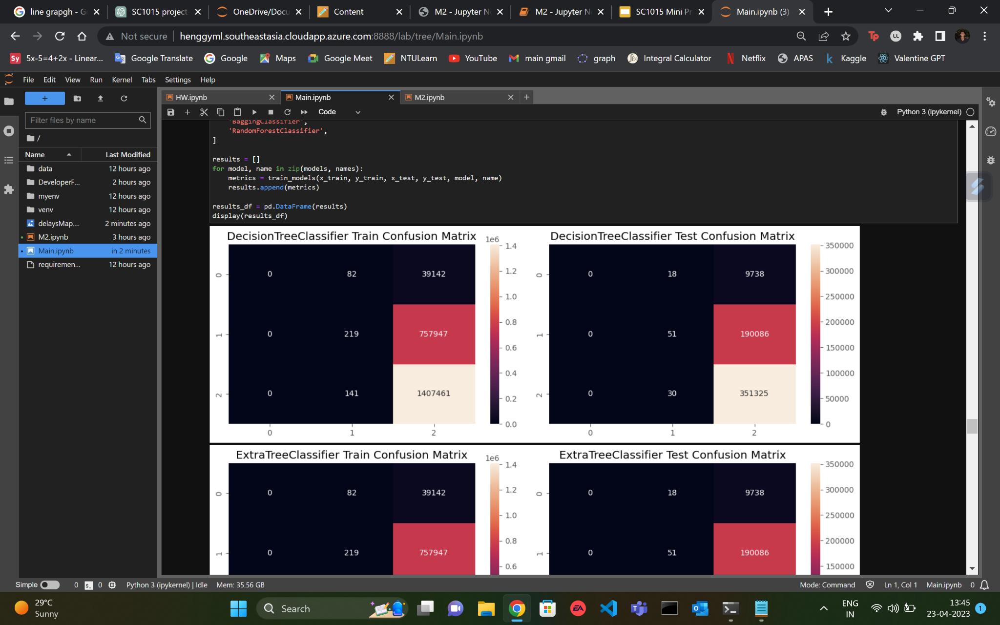 line grapgh - G
SC1015 project
OneDrive/Docu
Content
M2 - Jupyter N
M2 - Jupyter N
SC1015 Mini Pr
Main.ipynb (3)
Not secure
henggyml.southeastasia.cloudapp.azure.com:8888/lab/tree/Main.ipynb
Tp
Sy 5x-5=4+2x - Linear...
Google Translate
Google
Maps
Google Meet
NTULearn
YouTube
main gmail
graph
Integral Calculator
Netflix
APAS
k Kaggle
Valentine GPT
File Edit View Run Kernel Tabs Settings Help
+
Filter files by name
/
Name Last Modified
data 12 hours ago
DeveloperF... 2 hours ago
myenv 12 hours ago
venv 12 hours ago
delaysMap.... 2 minutes ago
M2.ipynb 3 hours ago
Main.ipynb in 2 minutes
requiremen... 12 hours ago
HW.ipynb
Main.ipynb
M2.ipynb
Code
Python 3 (ipykernel)
'BaggingClassifier',
'RandomForestClassifier',
]
results = []
for model, name in zip(models, names):
metrics = train_models(x_train, y_train, x_test, y_test, model, name)
results.append(metrics)
results_df = pd.DataFrame(results)
display(results_df)
DecisionTreeClassifier Train Confusion Matrix
1e6
0 82 39142
0 219 757947
0 141 1407461
0 1 2
0 1 2
1.4
1.2
1.0
0.8
0.6
0.4
0.2
0.0
DecisionTreeClassifier Test Confusion Matrix
0 18 9738
0 51 190086
0 30 351325
0 1 2
0 1 2
350000
300000
250000
200000
150000
100000
50000
0
ExtraTreeClassifier Train Confusion Matrix
1e6
0 82 39142
0 219 757947
0 1
1.4
1.2
1.0
0.8
0.6
ExtraTreeClassifier Test Confusion Matrix
0 18 9738
0 51 190086
0 1
350000
300000
250000
200000
150000
Simple 0 0 Python 3 (ipykernel) | Idle Mem: 35.56 GB
Mode: Command Ln 1, Col 1 Main.ipynb 0
29°C
Sunny
Search
EA
ENG
IN
13:45
23-04-2023
1